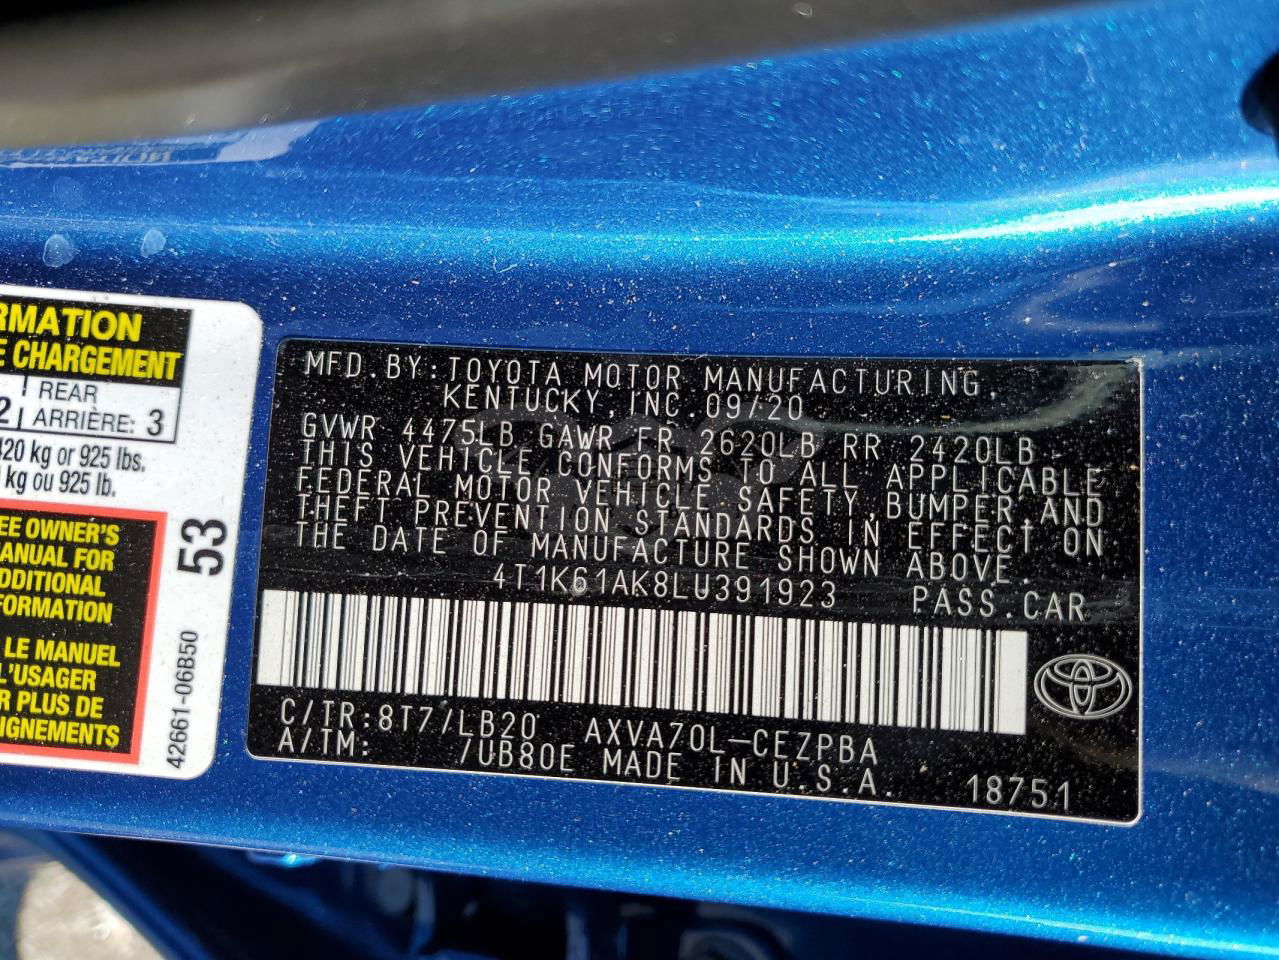 RMATION
E CHARGEMENT
2 REAR
ARRIÈRE: 3
420 kg or 925 lbs.
kg ou 925 lb.
EE OWNER'S
ANUAL FOR
DDITIONAL
FORMATION
LE MANUEL
L'USAGER
R PLUS DE
IGNEMENTS
53
42661-06B50
MFD.BY:TOYOTA MOTOR MANUFACTURING,
KENTUCKY,INC.09/20
GVWR 4475LB GAWR FR 2620LB RR 2420LB
THIS VEHICLE CONFORMS TO ALL APPLICABLE
FEDERAL MOTOR VEHICLE SAFETY,BUMPER,AND
THEFT PREVENTION STANDARDS IN EFFECT ON
THE DATE OF MANUFACTURE SHOWN ABOVE.
4T1K61AK8LU391923 PASS.CAR
C/TR:8T7/LB20 AXVA70L-CEZPBA
A/TM: /UB80E MADE IN U.S.A. 18751